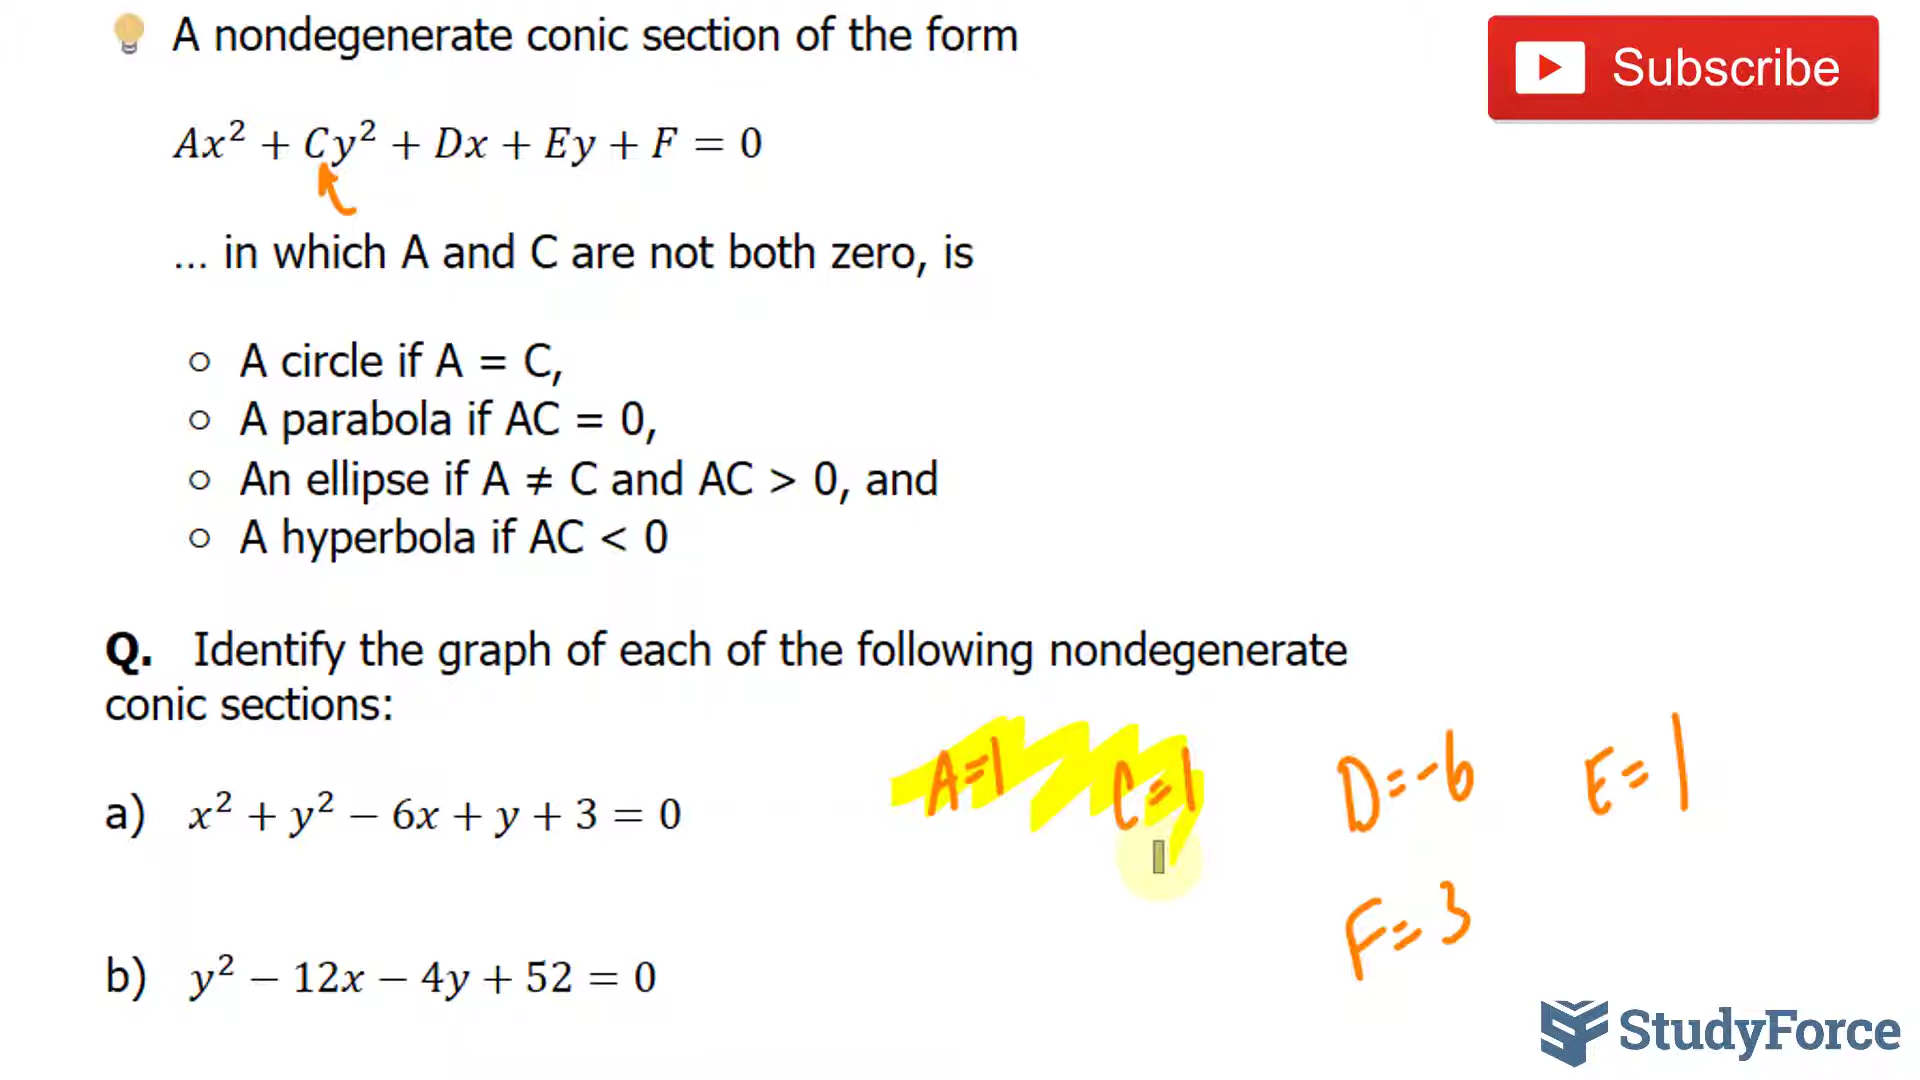 A nondegenerate conic section of the form
Subscribe
Ax² + Cy² + Dx + Ey + F = 0
... in which A and C are not both zero, is
○ A circle if A = C,
○ A parabola if AC = 0,
○ An ellipse if A ≠ C and AC > 0, and
○ A hyperbola if AC < 0
Q. Identify the graph of each of the following nondegenerate
conic sections:
a) x² + y² − 6x + y + 3 = 0
A=1 C=1 D=-6 E=1
F=3
b) y² − 12x − 4y + 52 = 0
StudyForce